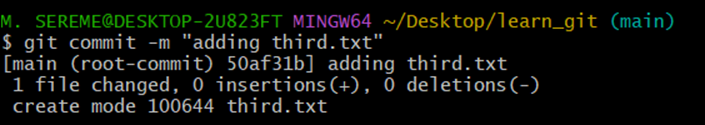 M. SEREME@DESKTOP-2U823FT MINGW64 ~/Desktop/learn_git (main)
$ git commit -m "adding third.txt"
[main (root-commit) 50af31b] adding third.txt
 1 file changed, 0 insertions(+), 0 deletions(-)
 create mode 100644 third.txt